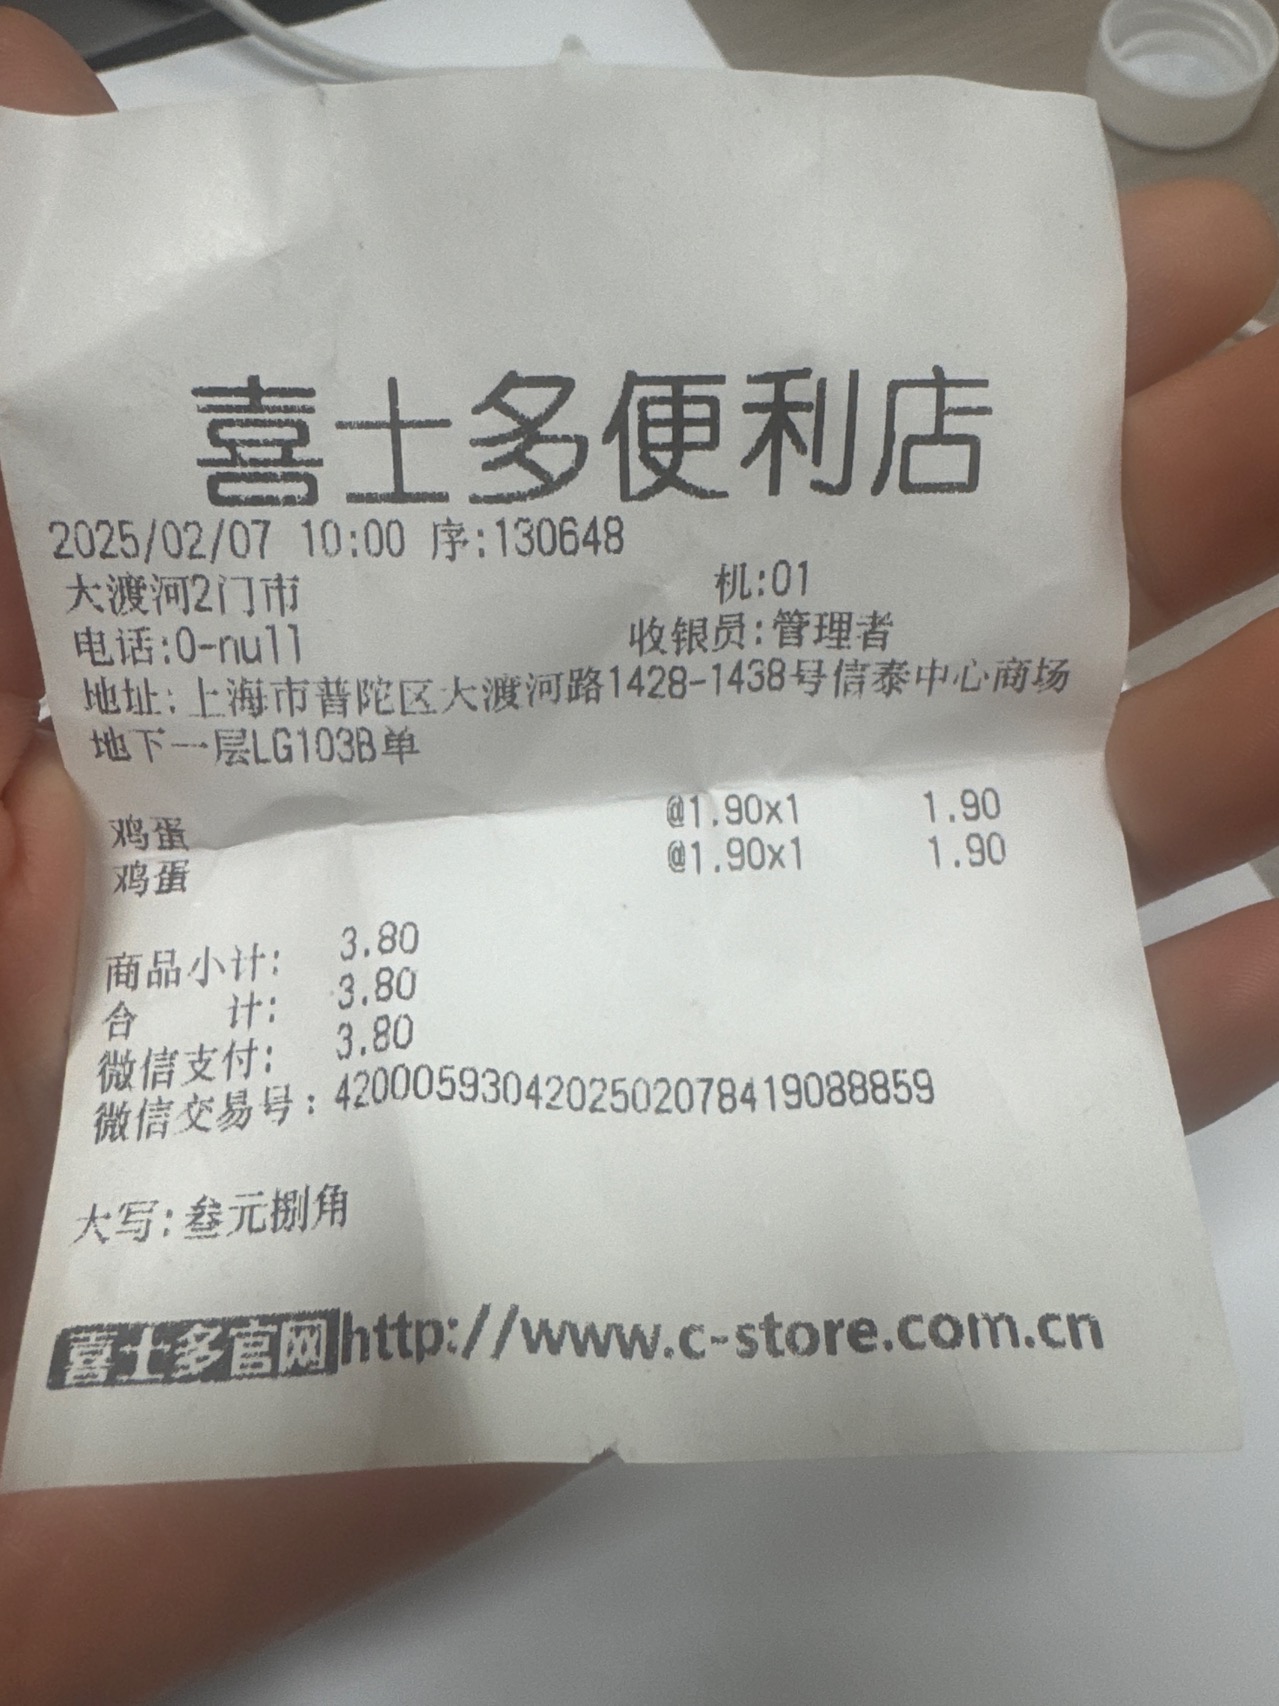 喜士多便利店
2025/02/07 10:00 序:130648
大渡河2门市 机:01
电话:0-null 收银员:管理者
地址:上海市普陀区大渡河路1428-1438号信泰中心商场
地下一层LG103B单
鸡蛋 @1.90x1 1.90
鸡蛋 @1.90x1 1.90
商品小计: 3.80
合 计: 3.80
微信支付: 3.80
微信交易号:4200059304202502078419088859
大写:叁元捌角
喜士多官网http://www.c-store.com.cn